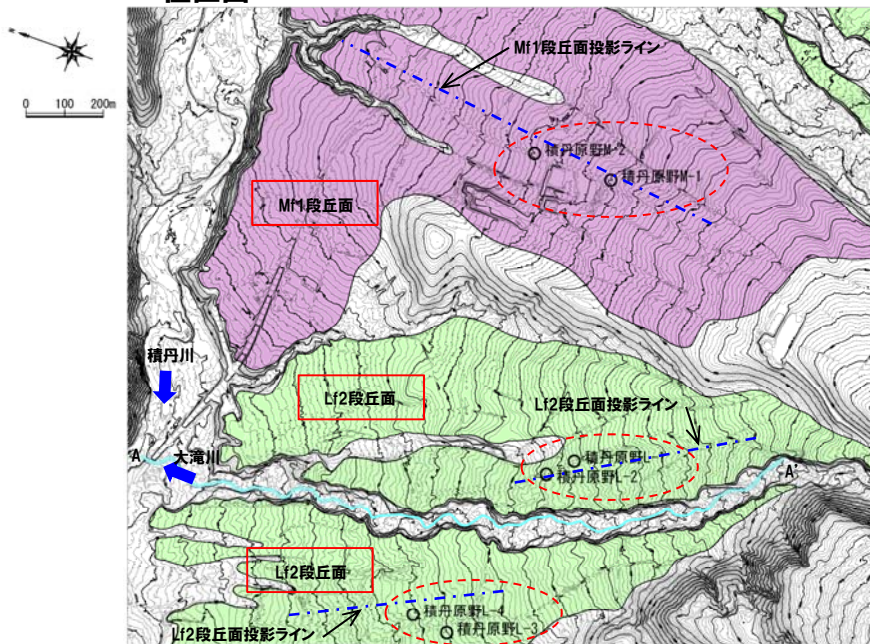 Mf1段丘面投影ライン
0 100 200m
積丹原野M-2
積丹原野M-1
Mf1段丘面
積丹川
Lf2段丘面
Lf2段丘面投影ライン
A
大滝川
積丹原野L
積丹原野L-2
A'
Lf2段丘面
積丹原野L-4
積丹原野L-3
Lf2段丘面投影ライン